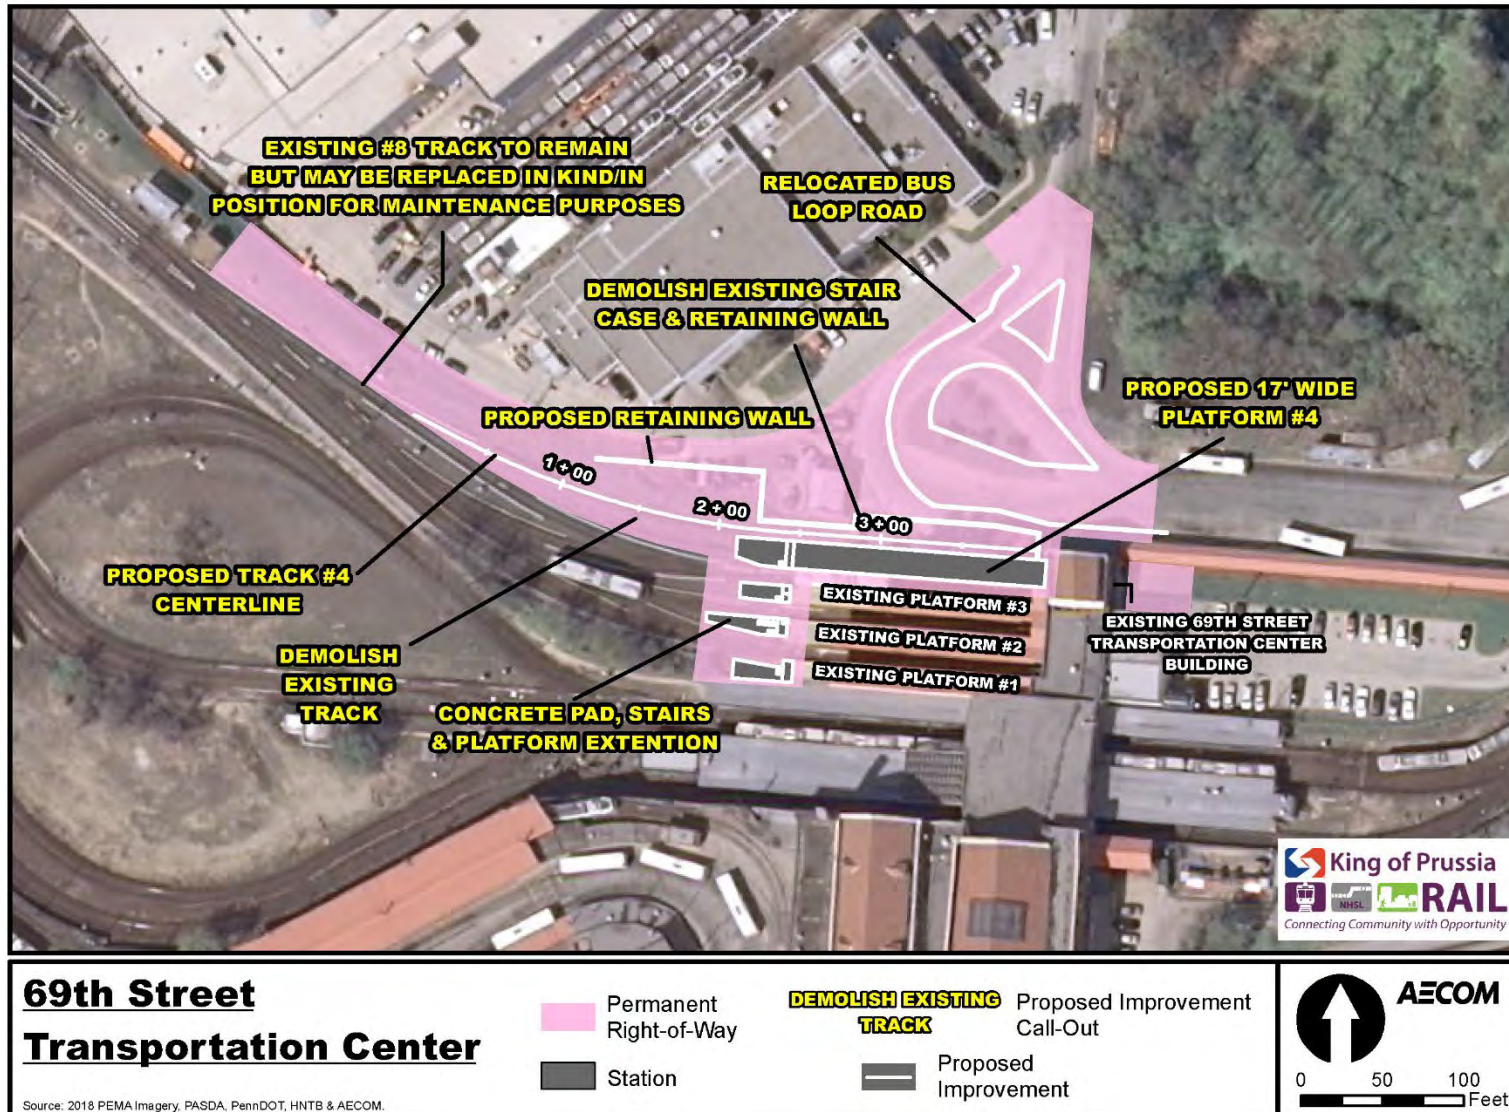 EXISTING #8 TRACK TO REMAIN
BUT MAY BE REPLACED IN KIND/IN
POSITION FOR MAINTENANCE PURPOSES
RELOCATED BUS
LOOP ROAD
DEMOLISH EXISTING STAIR
CASE & RETAINING WALL
PROPOSED 17' WIDE
PLATFORM #4
PROPOSED RETAINING WALL
1+00
2+00
3+00
PROPOSED TRACK #4
CENTERLINE
EXISTING PLATFORM #3
EXISTING PLATFORM #2
EXISTING PLATFORM #1
EXISTING 69TH STREET
TRANSPORTATION CENTER
BUILDING
DEMOLISH
EXISTING
TRACK
CONCRETE PAD, STAIRS
& PLATFORM EXTENTION
King of Prussia
NHSL
RAIL
Connecting Community with Opportunity
69th Street
Transportation Center
Source: 2018 PEMA Imagery, PASDA, PennDOT, HNTB & AECOM.
Permanent
Right-of-Way
Station
DEMOLISH EXISTING
TRACK
Proposed Improvement
Call-Out
Proposed
Improvement
AECOM
0 50 100
Feet